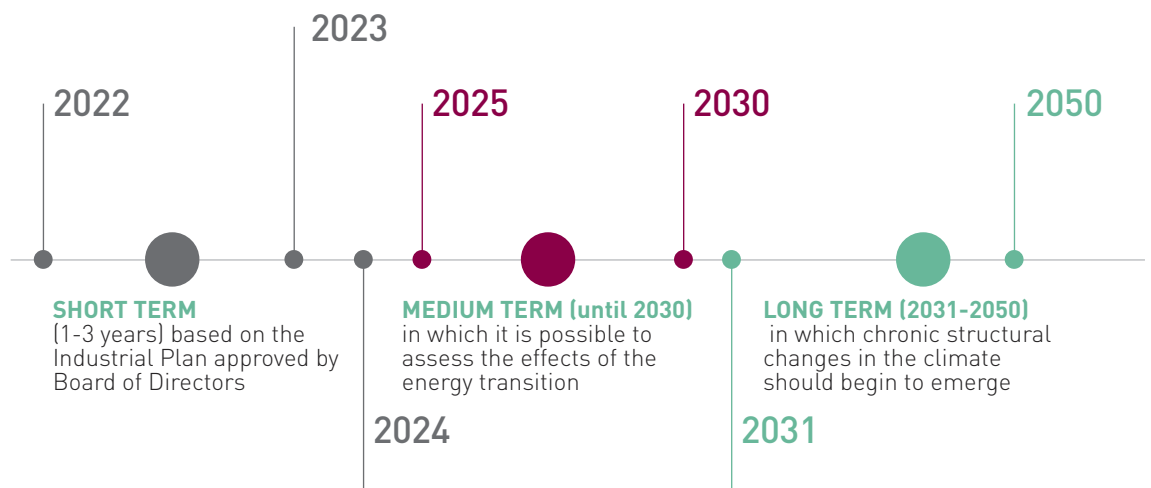 2023
2022
2025
2030
2050
SHORT TERM
(1-3 years) based on the
Industrial Plan approved by
Board of Directors
MEDIUM TERM (until 2030)
in which it is possible to
assess the effects of the
energy transition
LONG TERM (2031-2050)
in which chronic structural
changes in the climate
should begin to emerge
2024
2031